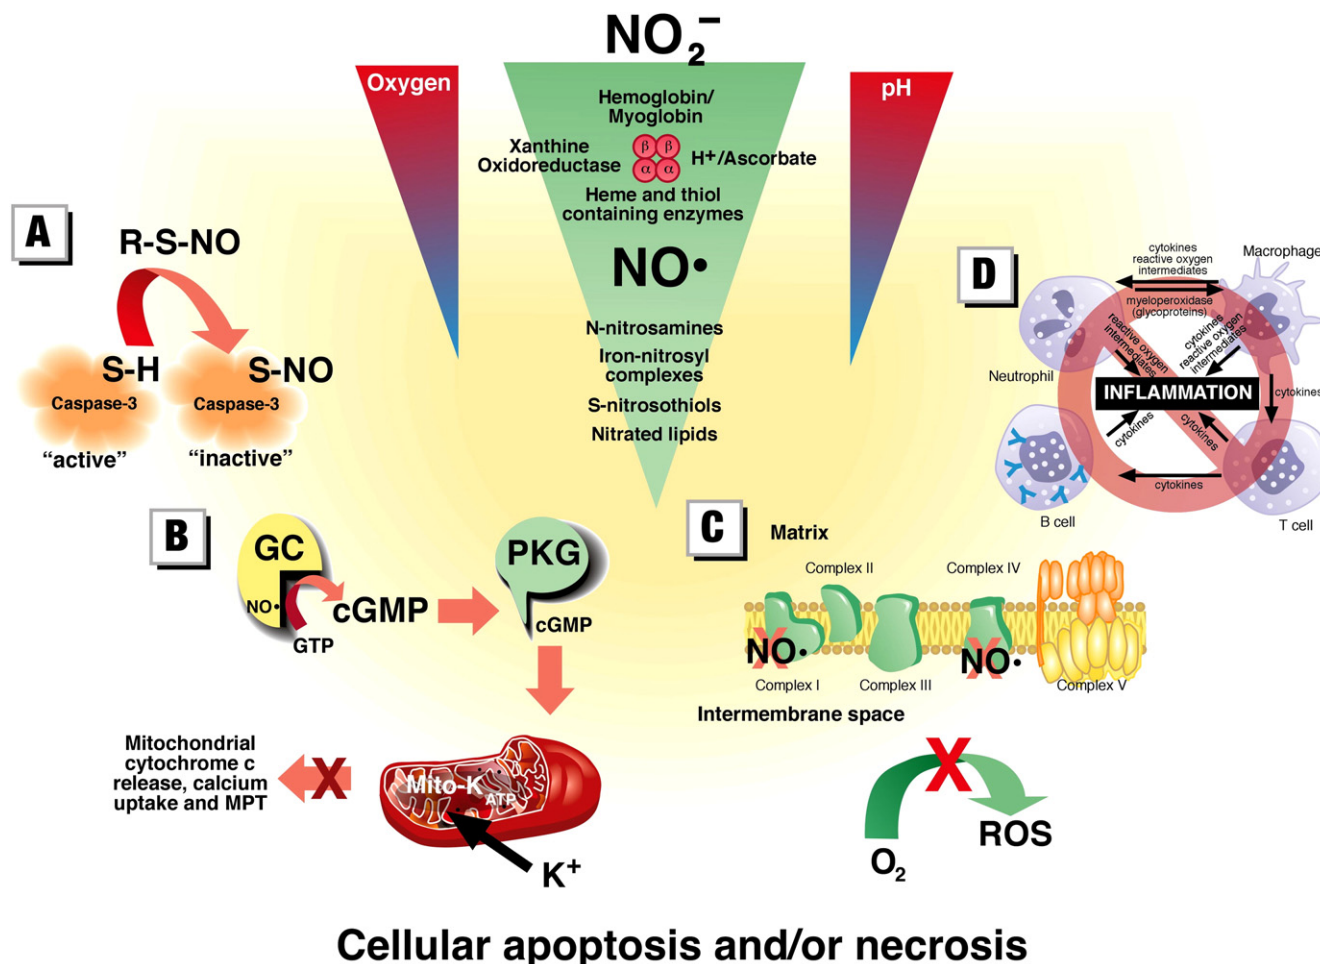 NO₂⁻
Oxygen
pH
Hemoglobin/
Myoglobin
Xanthine
Oxidoreductase
β β
α α
H⁺/Ascorbate
Heme and thiol
containing enzymes
NO•
N-nitrosamines
Iron-nitrosyl
complexes
S-nitrosothiols
Nitrated lipids
A
R-S-NO
S-H
Caspase-3
“active”
S-NO
Caspase-3
“inactive”
D
cytokines
reactive oxygen
intermediates
myeloperoxidase
(glycoproteins)
Macrophage
Neutrophil
reactive oxygen
intermediates
cytokines
reactive oxygen
intermediates
INFLAMMATION
cytokines
cytokines
cytokines
cytokines
B cell
T cell
B
GC
NO•
GTP
cGMP
PKG
cGMP
Mito-K ATP
K⁺
X
Mitochondrial
cytochrome c
release, calcium
uptake and MPT
C
Matrix
Complex II
Complex IV
X
NO•
X
NO•
Complex I
Complex III
Complex V
Intermembrane space
X
O₂
ROS
Cellular apoptosis and/or necrosis